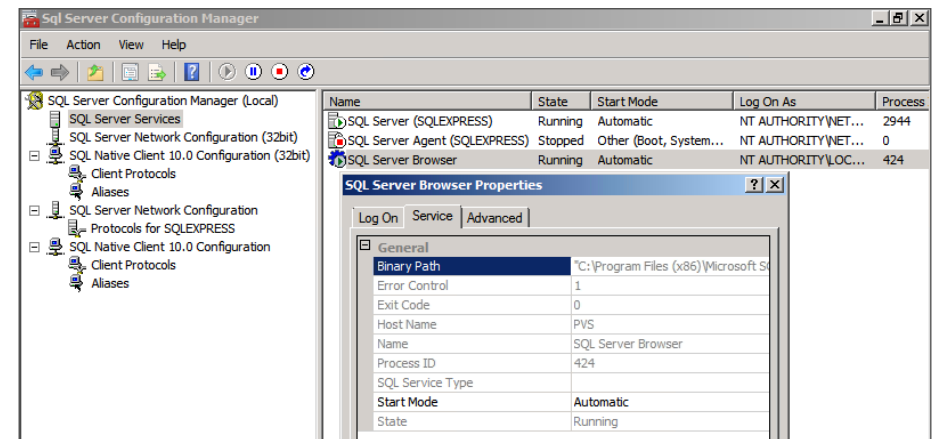 Sql Server Configuration Manager
File Action View Help
SQL Server Configuration Manager (Local)
SQL Server Services
SQL Server Network Configuration (32bit)
SQL Native Client 10.0 Configuration (32bit)
Client Protocols
Aliases
SQL Server Network Configuration
Protocols for SQLEXPRESS
SQL Native Client 10.0 Configuration
Client Protocols
Aliases
Name State Start Mode Log On As Process
SQL Server (SQLEXPRESS) Running Automatic NT AUTHORITY\NET... 2944
SQL Server Agent (SQLEXPRESS) Stopped Other (Boot, System... NT AUTHORITY\NET... 0
SQL Server Browser Running Automatic NT AUTHORITY\LOC... 424
SQL Server Browser Properties
Log On Service Advanced
General
Binary Path "C:\Program Files (x86)\Microsoft SQ
Error Control 1
Exit Code 0
Host Name PVS
Name SQL Server Browser
Process ID 424
SQL Service Type
Start Mode Automatic
State Running